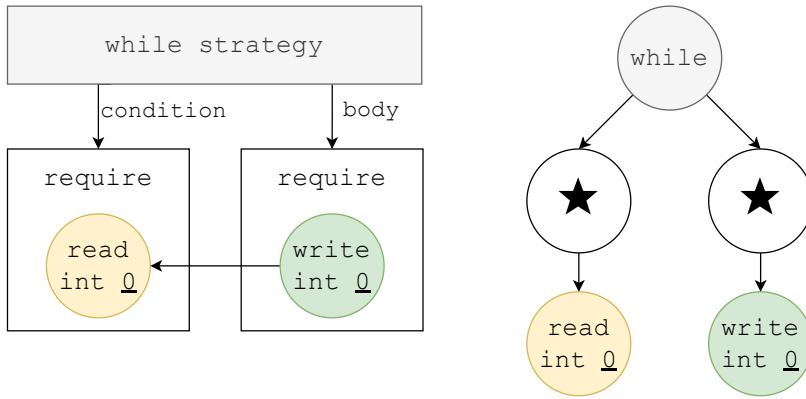 while strategy
condition
body
require
require
read
int 0
write
int 0
while
read
int 0
write
int 0